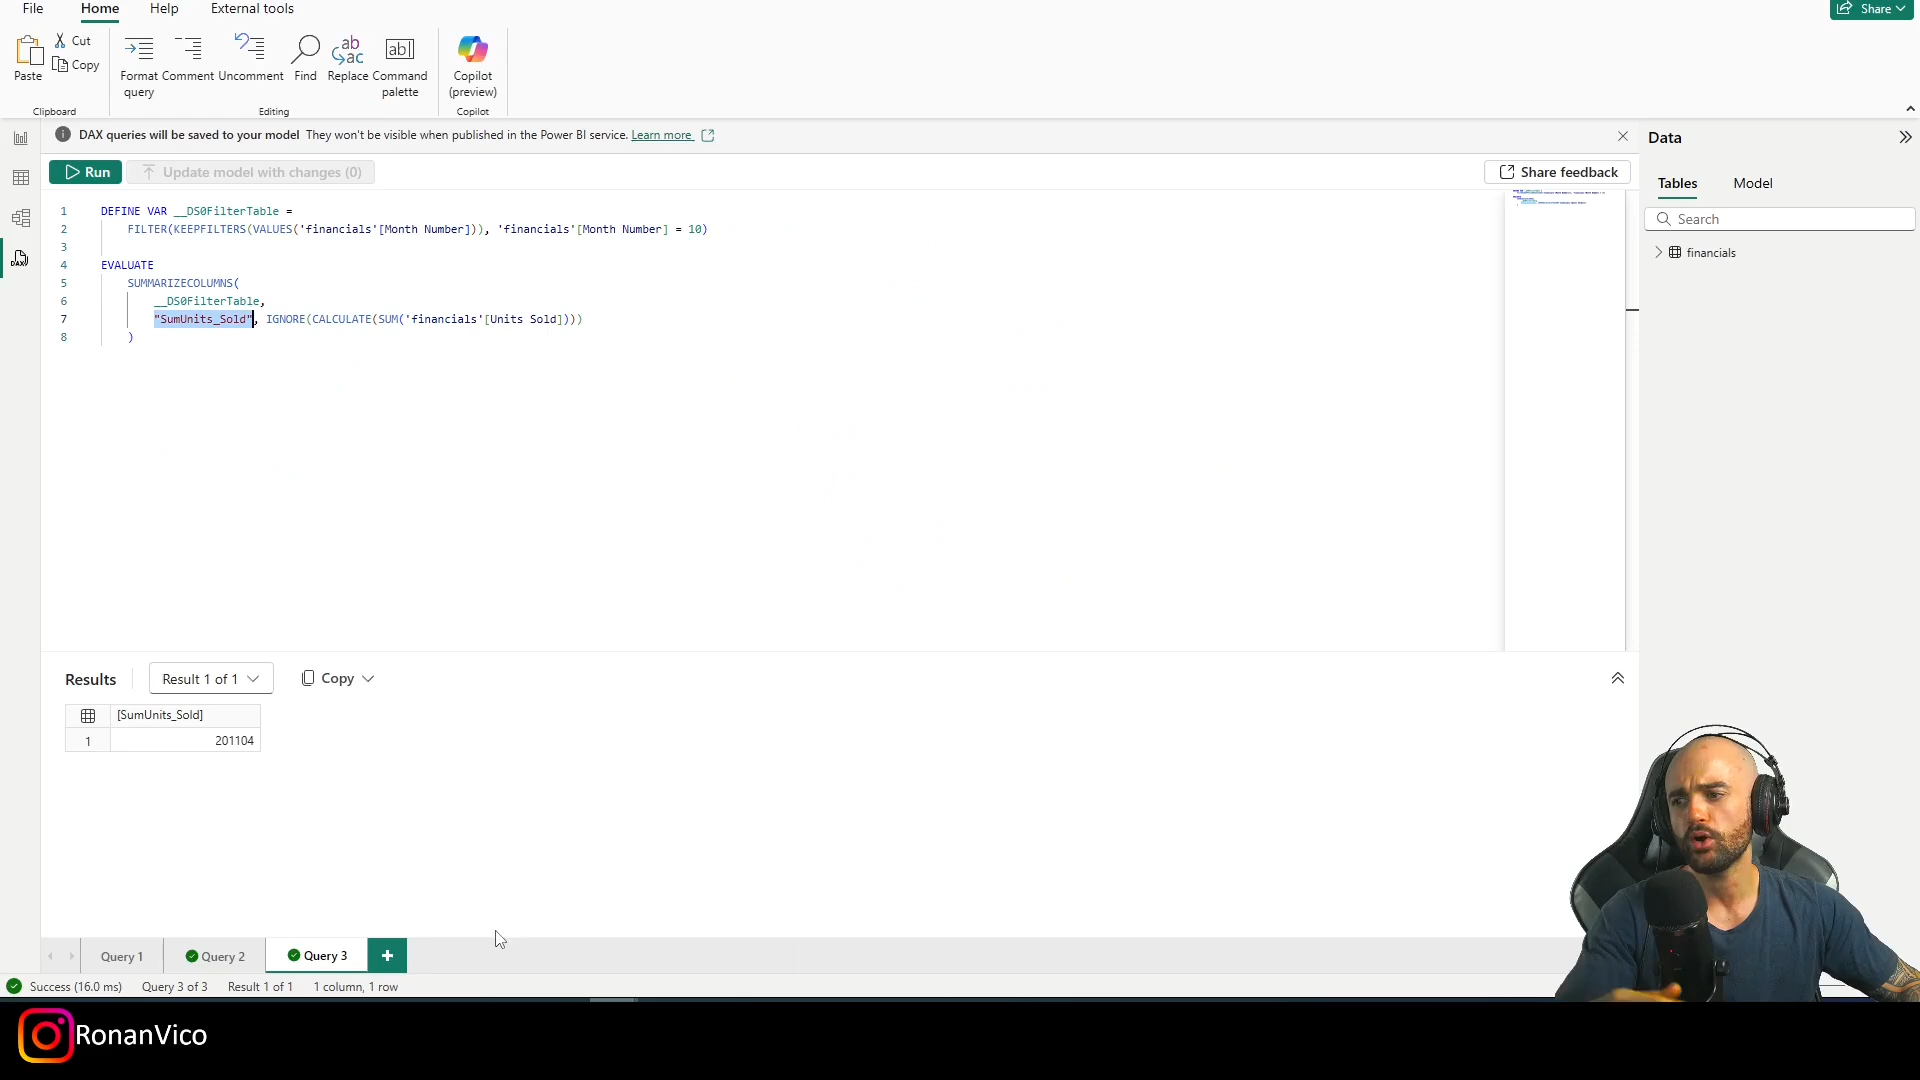 File Home Help External tools
Share
Paste
Cut
Copy
Format query
Comment
Uncomment
Find
Replace
Command palette
Copilot (preview)
Clipboard
Editing
Copilot
DAX queries will be saved to your model They won't be visible when published in the Power BI service. Learn more
Run
Update model with changes (0)
Share feedback
1 DEFINE VAR __DS0FilterTable =
2 FILTER(KEEPFILTERS(VALUES('financials'[Month Number])), 'financials'[Month Number] = 10)
3
4 EVALUATE
5 SUMMARIZECOLUMNS(
6 __DS0FilterTable,
7 "SumUnits_Sold", IGNORE(CALCULATE(SUM('financials'[Units Sold])))
8 )
Data
Tables Model
Search
financials
DAX
Results
Result 1 of 1
Copy
[SumUnits_Sold]
1 201104
Query 1
Query 2
Query 3
+
Success (16.0 ms) Query 3 of 3 Result 1 of 1 1 column, 1 row
RonanVico